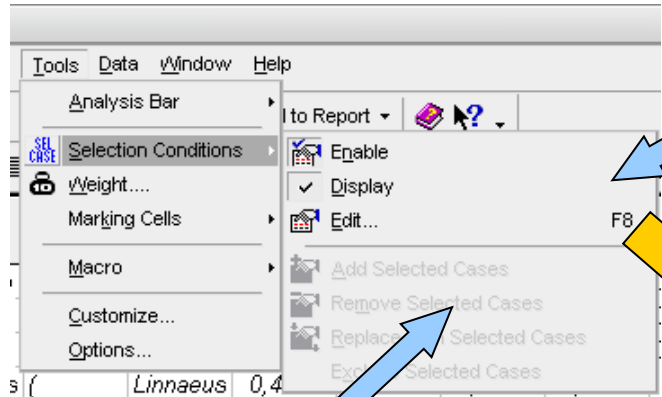 Tools Data Window Help
Analysis Bar
to Report
SEL CASE Selection Conditions
Enable
Weight....
Display
Marking Cells
Edit... F8
Macro
Add Selected Cases
Remove Selected Cases
Customize...
Replace Selected Cases
Options...
Selected Cases
s ( Linnaeus 0,4